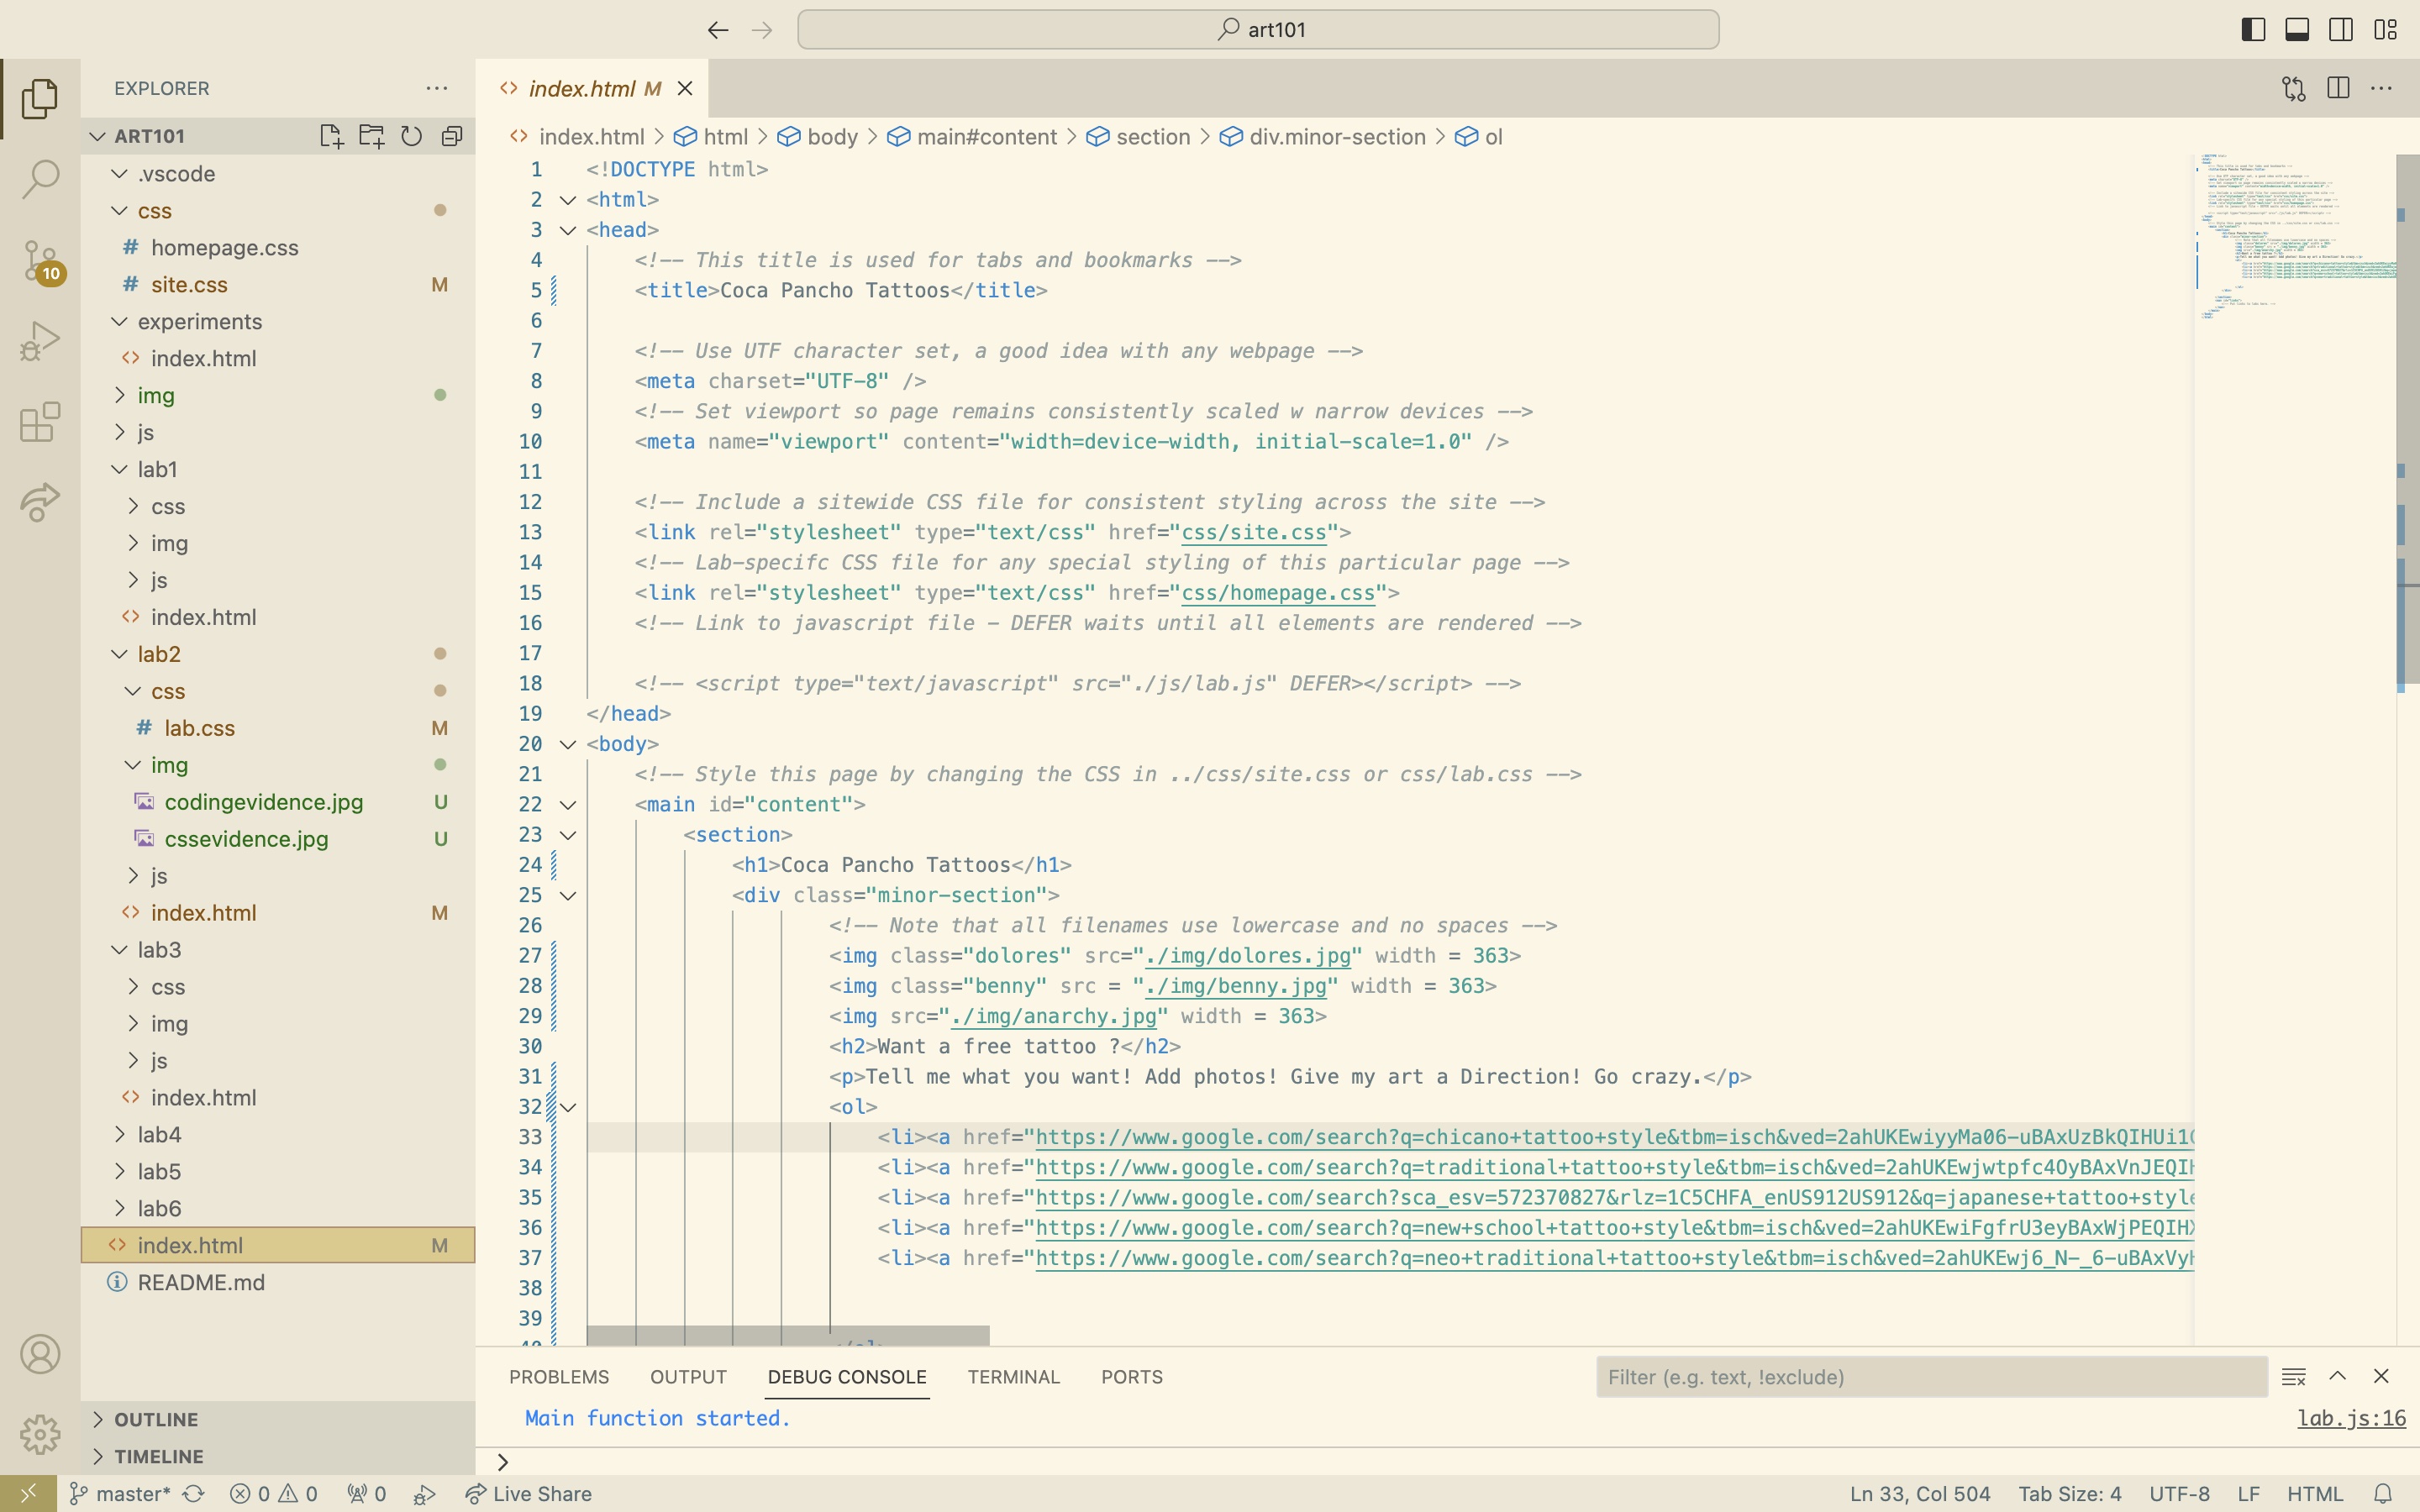 art101
EXPLORER
ART101
.vscode
css
homepage.css
site.css M
experiments
index.html
img
js
lab1
css
img
js
index.html
lab2
css
lab.css M
img
codingevidence.jpg U
cssevidence.jpg U
js
index.html M
lab3
css
img
js
index.html
lab4
lab5
lab6
index.html M
README.md
OUTLINE
TIMELINE
10
index.html M
index.html > html > body > main#content > section > div.minor-section > ol
1 <!DOCTYPE html>
2 <html>
3 <head>
4 <!-- This title is used for tabs and bookmarks -->
5 <title>Coca Pancho Tattoos</title>
6
7 <!-- Use UTF character set, a good idea with any webpage -->
8 <meta charset="UTF-8" />
9 <!-- Set viewport so page remains consistently scaled w narrow devices -->
10 <meta name="viewport" content="width=device-width, initial-scale=1.0" />
11
12 <!-- Include a sitewide CSS file for consistent styling across the site -->
13 <link rel="stylesheet" type="text/css" href="css/site.css">
14 <!-- Lab-specifc CSS file for any special styling of this particular page -->
15 <link rel="stylesheet" type="text/css" href="css/homepage.css">
16 <!-- Link to javascript file - DEFER waits until all elements are rendered -->
17
18 <!-- <script type="text/javascript" src="./js/lab.js" DEFER></script> -->
19 </head>
20 <body>
21 <!-- Style this page by changing the CSS in ../css/site.css or css/lab.css -->
22 <main id="content">
23 <section>
24 <h1>Coca Pancho Tattoos</h1>
25 <div class="minor-section">
26 <!-- Note that all filenames use lowercase and no spaces -->
27 <img class="dolores" src="./img/dolores.jpg" width = 363>
28 <img class="benny" src = "./img/benny.jpg" width = 363>
29 <img src="./img/anarchy.jpg" width = 363>
30 <h2>Want a free tattoo ?</h2>
31 <p>Tell me what you want! Add photos! Give my art a Direction! Go crazy.</p>
32 <ol>
33 <li><a href="https://www.google.com/search?q=chicano+tattoo+style&tbm=isch&ved=2ahUKEwiyyMa06-uBAxUzBkQIHUi1
34 <li><a href="https://www.google.com/search?q=traditional+tattoo+style&tbm=isch&ved=2ahUKEwjwtpfc4OyBAxVnJEQIH
35 <li><a href="https://www.google.com/search?sca_esv=572370827&rlz=1C5CHFA_enUS912US912&q=japanese+tattoo+style
36 <li><a href="https://www.google.com/search?q=new+school+tattoo+style&tbm=isch&ved=2ahUKEwiFgfrU3eyBAxWjPEQIHX
37 <li><a href="https://www.google.com/search?q=neo+traditional+tattoo+style&tbm=isch&ved=2ahUKEwj6_N-_6-uBAxVyH
38
39
PROBLEMS OUTPUT DEBUG CONSOLE TERMINAL PORTS Filter (e.g. text, !exclude)
Main function started. lab.js:16
master* 0 0 0 Live Share Ln 33, Col 504 Tab Size: 4 UTF-8 LF HTML